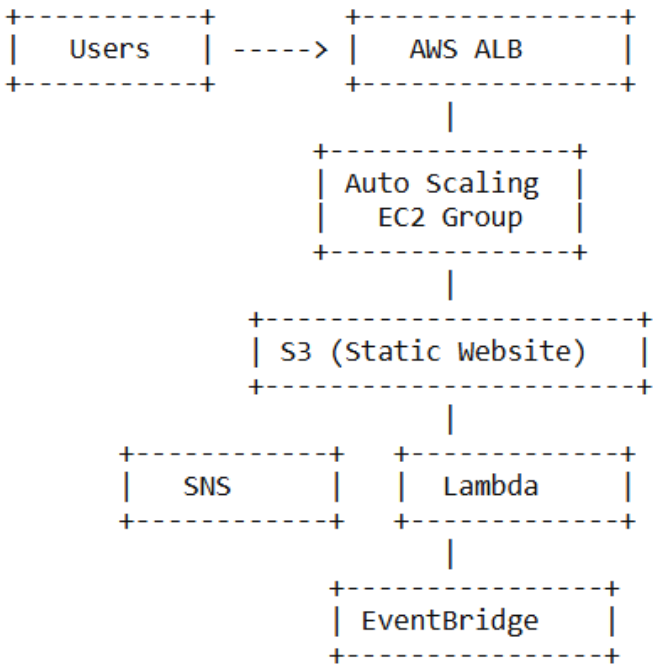 Users -----> AWS ALB
Auto Scaling
EC2 Group
S3 (Static Website)
SNS Lambda
EventBridge